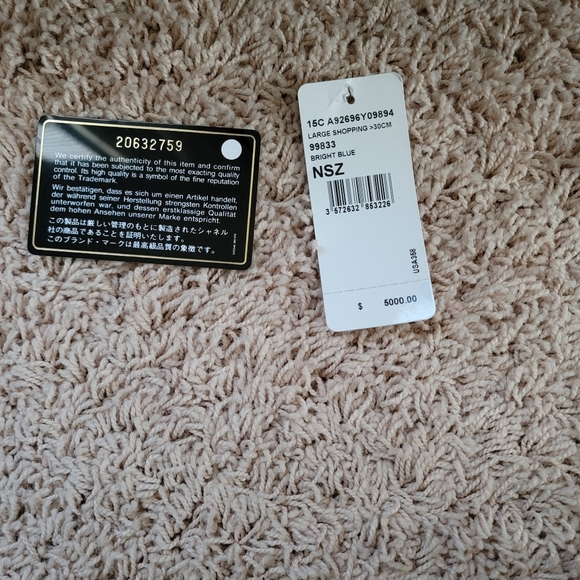 20632759
We certify the authenticity of this item and confirm
that it has been subjected to the most exacting quality
control. Its high quality is a symbol of the fine reputation
of the Trademark.
Wir bestätigen, dass es sich um einen Artikel handelt,
der während seiner Herstellung strengsten Kontrollen
unterworfen war, und dessen erstklassige Qualität
dem hohen Ansehen unserer Marke entspricht.
この製品は厳しい管理のもとに製造されたシャネル
社の商品であることを証明いたします。
このブランド・マークは最高級品質の象徴です。
15C A92696Y09894
LARGE SHOPPING >30CM
99833
BRIGHT BLUE
NSZ
3 572632 853226
USA358
$ 5000.00